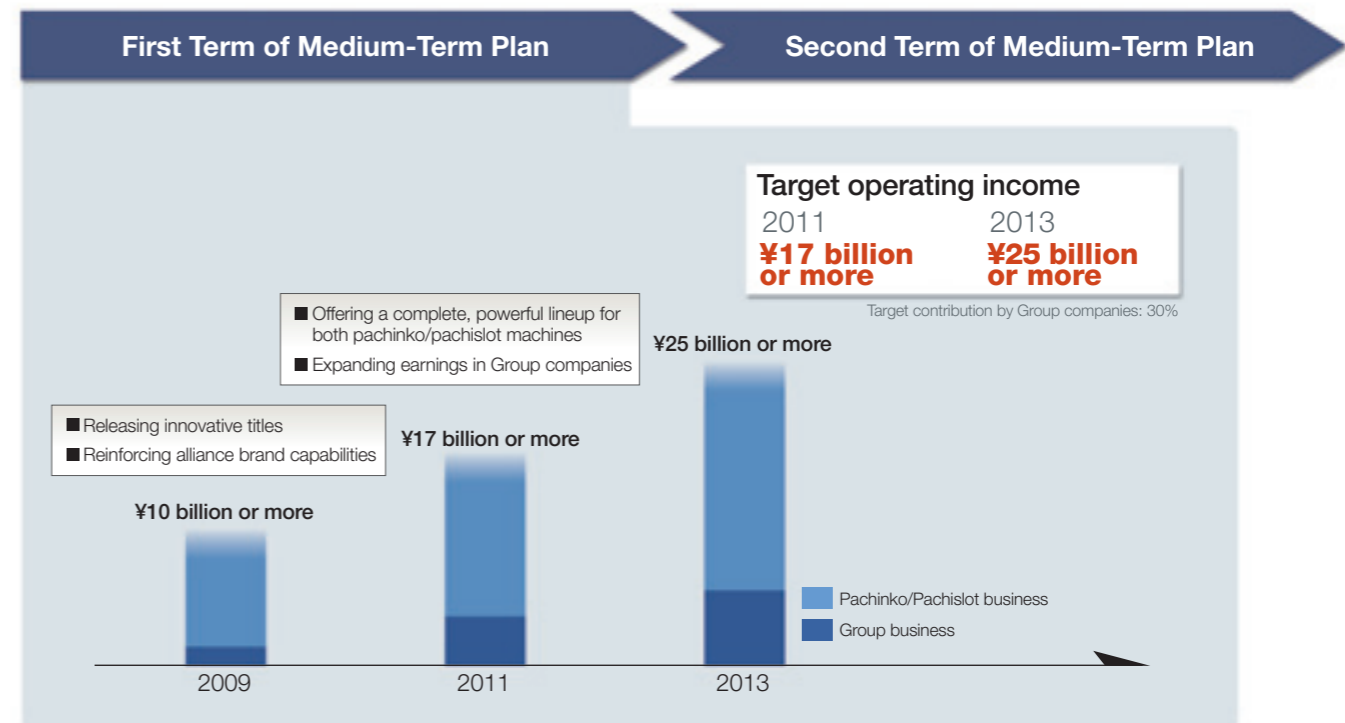 First Term of Medium-Term Plan
Second Term of Medium-Term Plan
Target operating income
2011
2013
¥17 billion
or more
¥25 billion
or more
Target contribution by Group companies: 30%
■ Offering a complete, powerful lineup for
both pachinko/pachislot machines
■ Expanding earnings in Group companies
¥25 billion or more
■ Releasing innovative titles
■ Reinforcing alliance brand capabilities
¥17 billion or more
¥10 billion or more
Pachinko/Pachislot business
Group business
2009
2011
2013